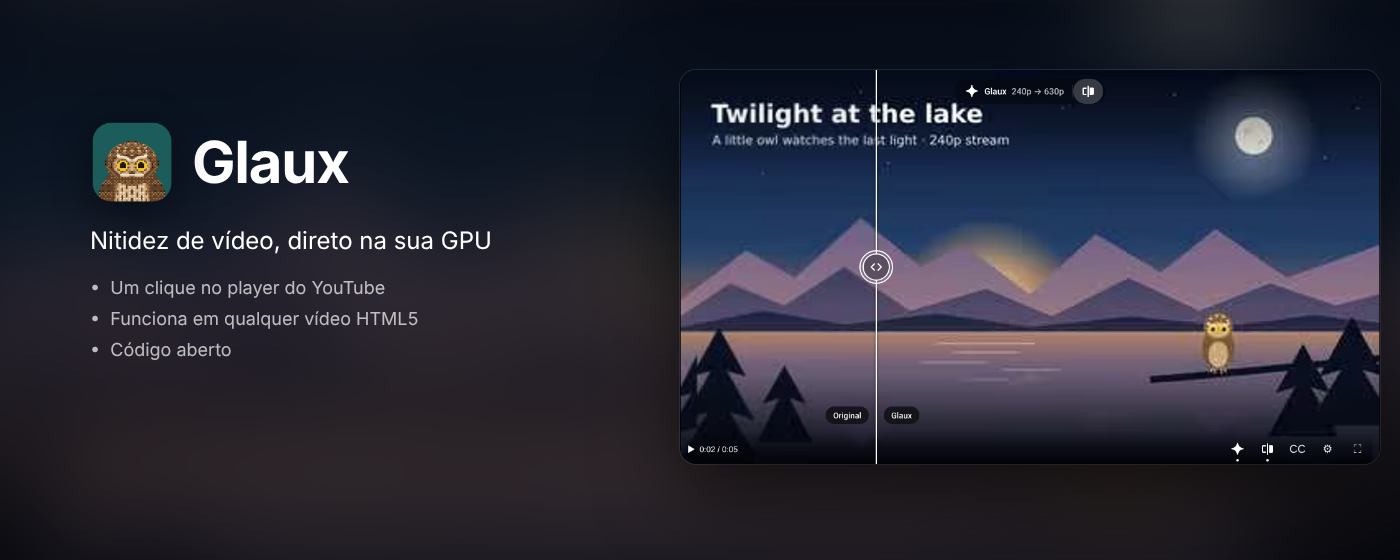 Glaux
Nitidez de vídeo, direto na sua GPU
• Um clique no player do YouTube
• Funciona em qualquer vídeo HTML5
• Código aberto
Glaux 240p → 630p
Twilight at the lake
A little owl watches the last light · 240p stream
Original
Glaux
0:02 / 0:05
CC